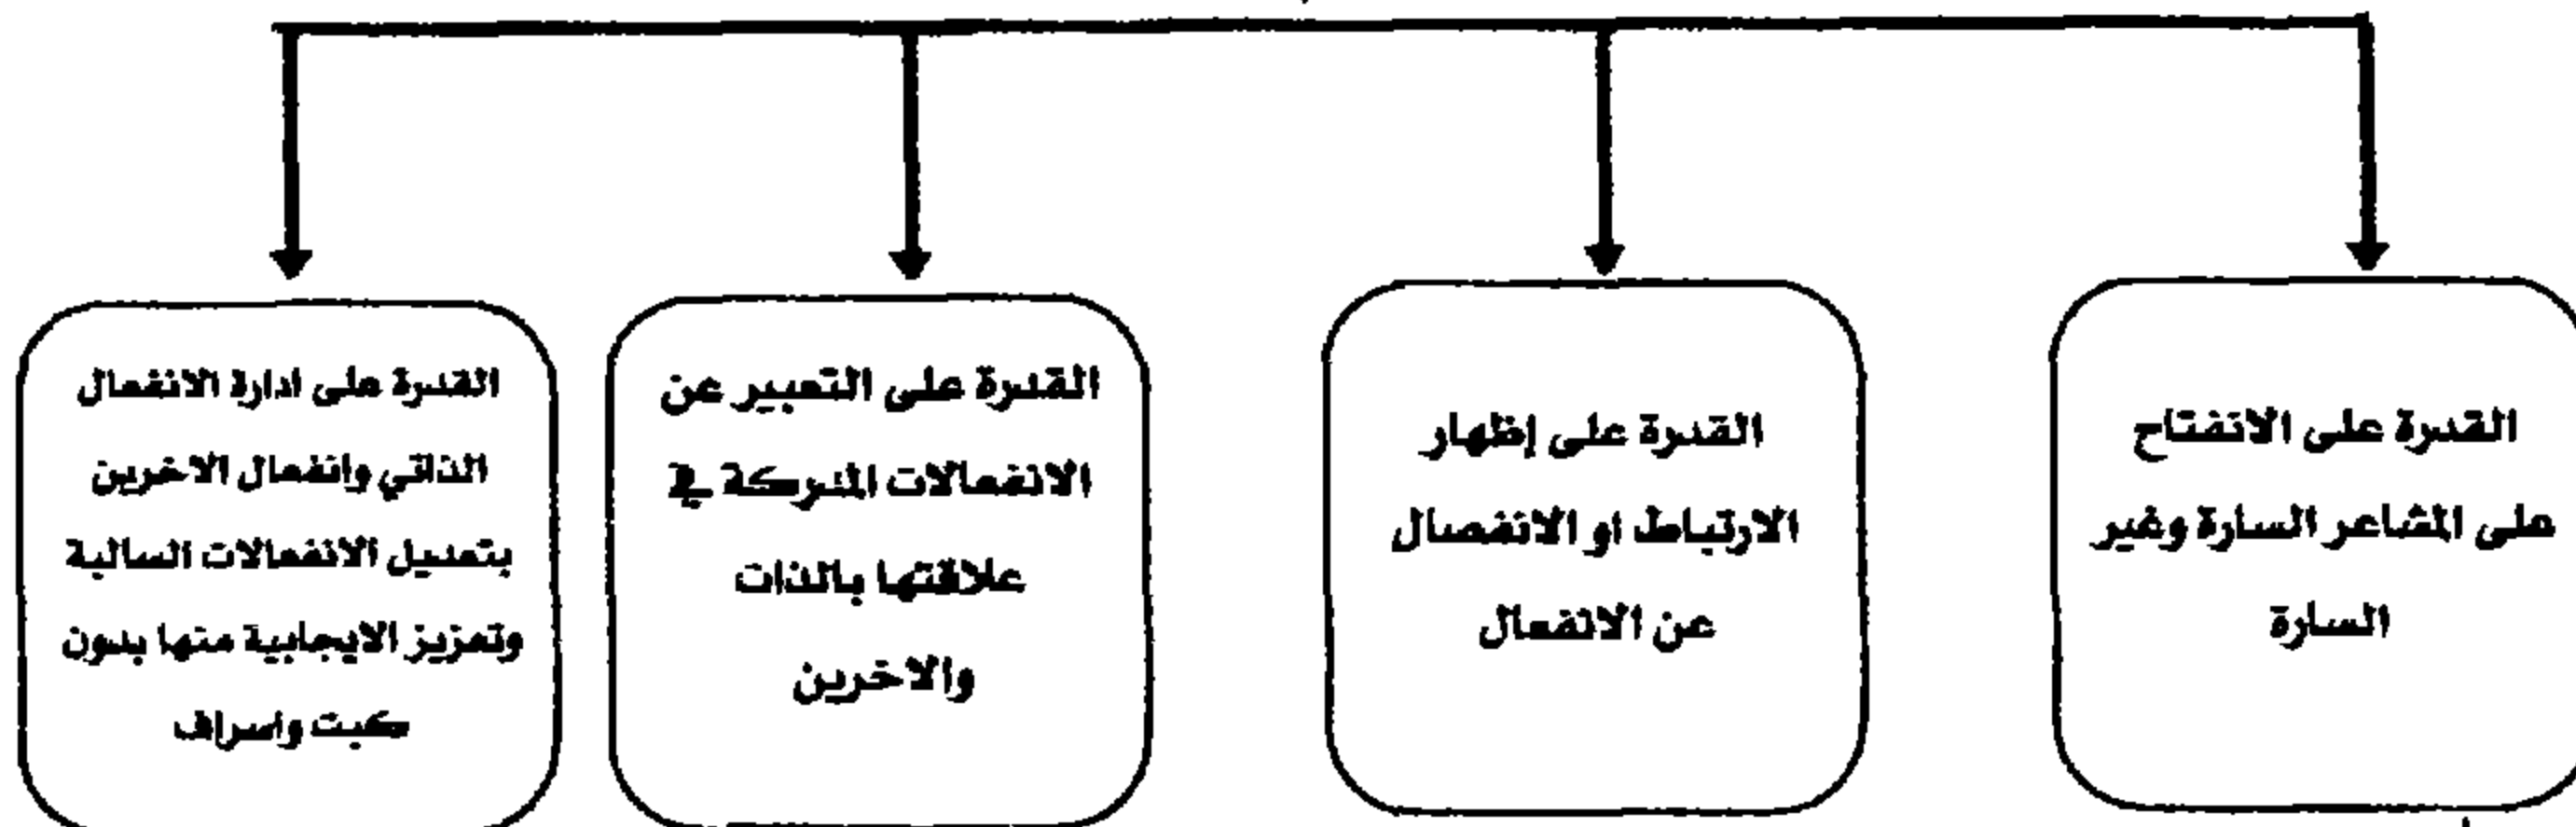 القدرة على الانفتاح
على المشاعر السارة وغير
السارة
القدرة على إظهار
الارتباط او الانفصال
عن الانفعال
القدرة على التعبير عن
الانفعالات المدركة في
علاقتها بالذات
والاخرين
القدرة على ادارة الانفعال
الذاتي وانفعال الاخرين
بتعديل الانفعالات السالبة
وتعزيز الايجابية منها بدون
كبت واسراف